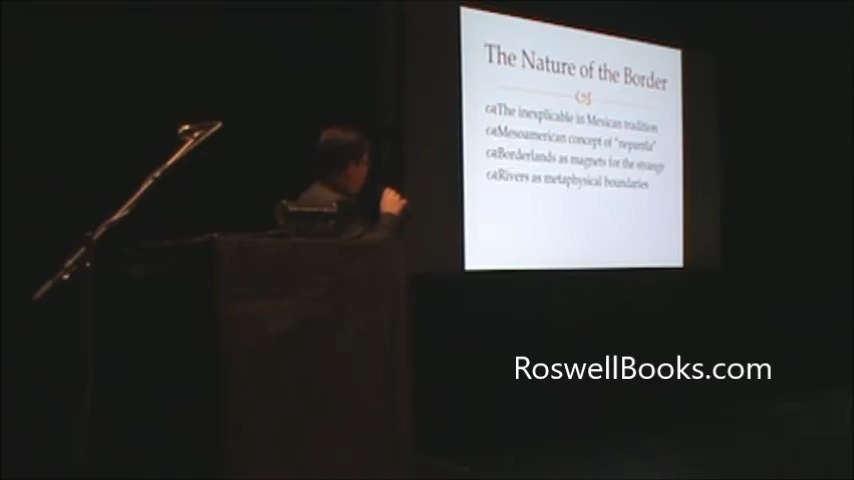 The Nature of the Border
The inexplicable in Mexican tradition
Mesoamerican concept of "nepantla"
Borderlands as magnets for the strange
Rivers as metaphysical boundaries
RoswellBooks.com